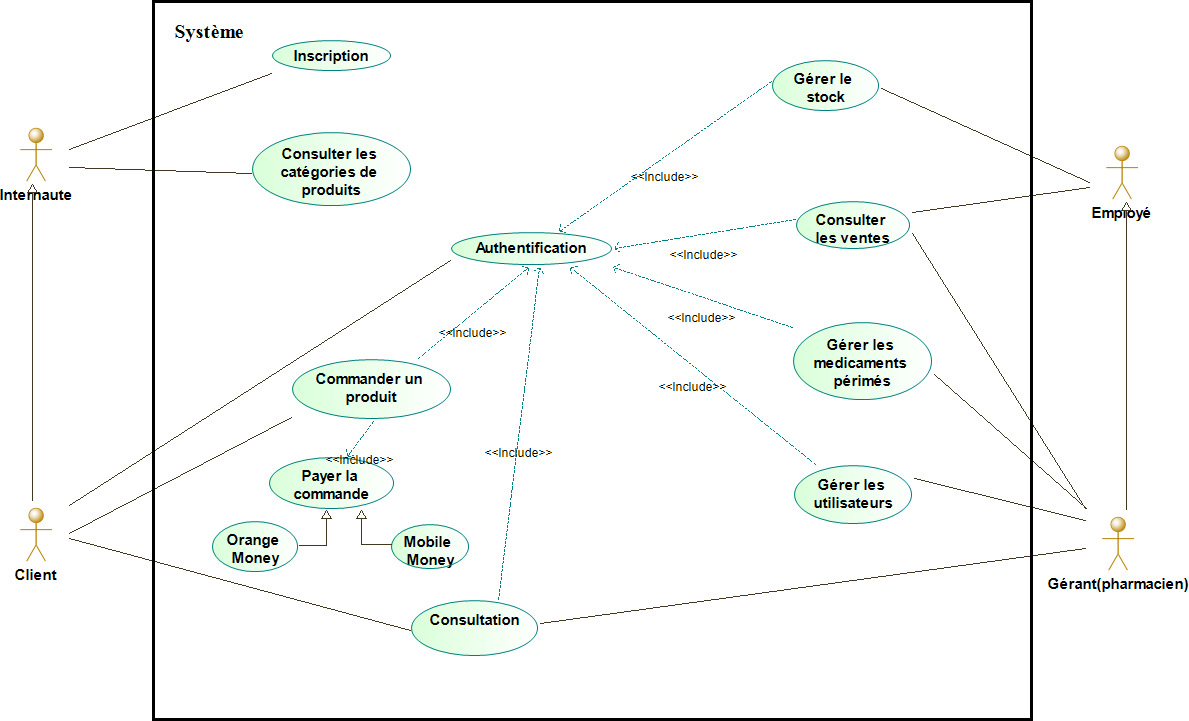 Système
Inscription
Gérer le
stock
Consulter les
catégories de
produits
Internaute
<<Include>>
Employé
Consulter
les ventes
Authentification
<<Include>>
<<Include>>
<<Include>>
Gérer les
medicaments
périmés
Commander un
produit
<<Include>>
<<Include>>
<<Include>>
Payer la
commande
Gérer les
utilisateurs
Orange
Money
Mobile
Money
Client
Gérant(pharmacien)
Consultation